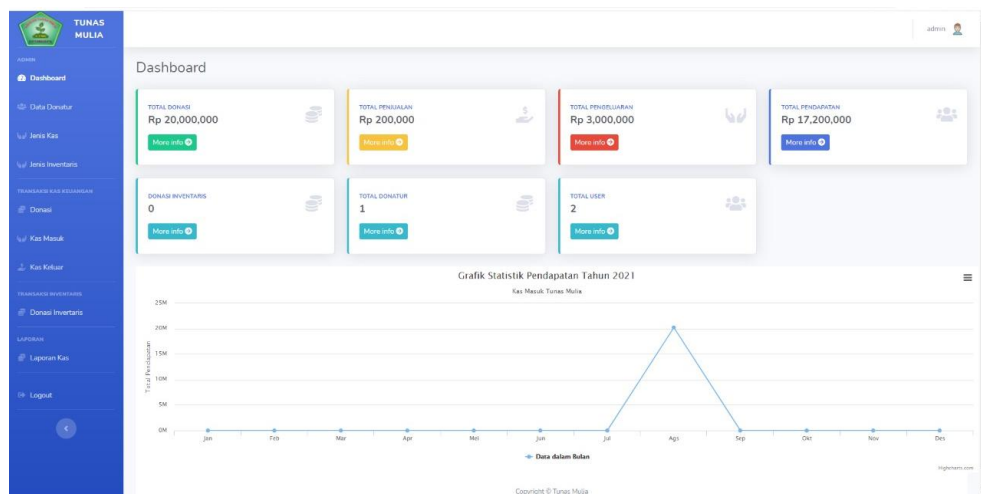 TUNAS
MULIA
admin
ADMIN
Dashboard
Data Donatur
Jenis Kas
Jenis Inventaris
TRANSAKSI KAS KEUANGAN
Donasi
Kas Masuk
Kas Keluar
TRANSAKSI INVENTARIS
Donasi Invertaris
LAPORAN
Laporan Kas
Logout
Dashboard
TOTAL DONASI
Rp 20,000,000
More info
TOTAL PENJUALAN
Rp 200,000
More info
TOTAL PENGELUARAN
Rp 3,000,000
More info
TOTAL PENDAPATAN
Rp 17,200,000
More info
DONASI INVENTARIS
0
More info
TOTAL DONATUR
1
More info
TOTAL USER
2
More info
Grafik Statistik Pendapatan Tahun 2021
Kas Masuk Tunas Mulia
Total Pendapatan
25M
20M
15M
10M
5M
0M
Jan Feb Mar Apr Mei Jun Jul Ags Sep Okt Nov Des
Data dalam Bulan
Highcharts.com
Copyright © Tunas Mulia